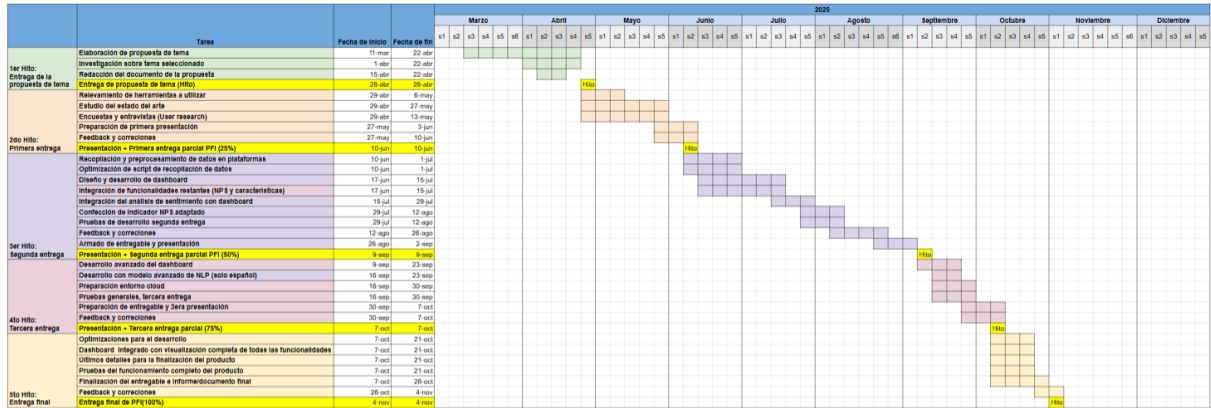 2025
Marzo Abril Mayo Junio Julio Agosto Septiembre Octubre Noviembre Diciembre
Tarea Fecha de inicio Fecha de fin s1 s2 s3 s4 s5 s6 s1 s2 s3 s4 s5 s2 s3 s4 s5 s1 s2 s3 s4 s5 s1 s2 s3 s4 s5 s1 s2 s3 s4 s5 s6 s1 s2 s3 s4 s5 s1 s2 s3 s4 s5 s1 s2 s3 s4 s5 s1 s2 s3 s4 s5
1er Hito:
Entrega de la
propuesta de tema
Elaboración de propuesta de tema 11-mar 22-abr
Investigación sobre tema seleccionado 1-abr 22-abr
Redacción del documento de la propuesta 15-abr 22-abr
Entrega de propuesta de tema (Hito) 28-abr 28-abr Hito
2do Hito:
Primera entrega
Relevamiento de herramientas a utilizar 29-abr 6-may
Estudio del estado del arte 29-abr 27-may
Encuestas y entrevistas (User research) 29-abr 13-may
Preparación de primera presentación 27-may 3-jun
Feedback y correciones 27-may 10-jun
Presentación + Primera entrega parcial PFI (25%) 10-jun 10-jun Hito
3er Hito:
Segunda entrega
Recopilación y preprocesamiento de datos en plataformas 10-jun 1-jul
Optimización de script de recopilación de datos 10-jun 1-jul
Diseño y desarrollo de dashboard 17-jun 15-jul
Integración de funcionalidades restantes (NPS y características) 17-jun 15-jul
Integración del análisis de sentimiento con dashboard 15-jul 29-jul
Confección de indicador NPS adaptado 29-jul 12-ago
Pruebas de desarrollo segunda entrega 29-jul 12-ago
Feedback y correciones 12-ago 26-ago
Armado de entregable y presentación 26-ago 2-sep
Presentación + Segunda entrega parcial PFI (50%) 9-sep 9-sep Hito
4to Hito:
Tercera entrega
Desarrollo avanzado del dashboard 9-sep 23-sep
Desarrollo con modelo avanzado de NLP (solo español) 16-sep 23-sep
Preparación entorno cloud 16-sep 30-sep
Pruebas generales, tercera entrega 16-sep 30-sep
Preparación de entregable y 3era presentación 30-sep 7-oct
Feedback y correciones 30-sep 7-oct
Presentación + Tercera entrega parcial (75%) 7-oct 7-oct Hito
5to Hito:
Entrega final
Optimizaciones para el desarrollo 7-oct 21-oct
Dashboard integrado con visualización completa de todas las funcionalidades 7-oct 21-oct
Últimos detalles para la finalización del producto 7-oct 21-oct
Pruebas del funcionamiento completo del producto 7-oct 21-oct
Finalización del entregable e informe/documento final 7-oct 28-oct
Feedback y correciones 28-oct 4-nov
Entrega final de PFI(100%) 4-nov 4-nov Hito